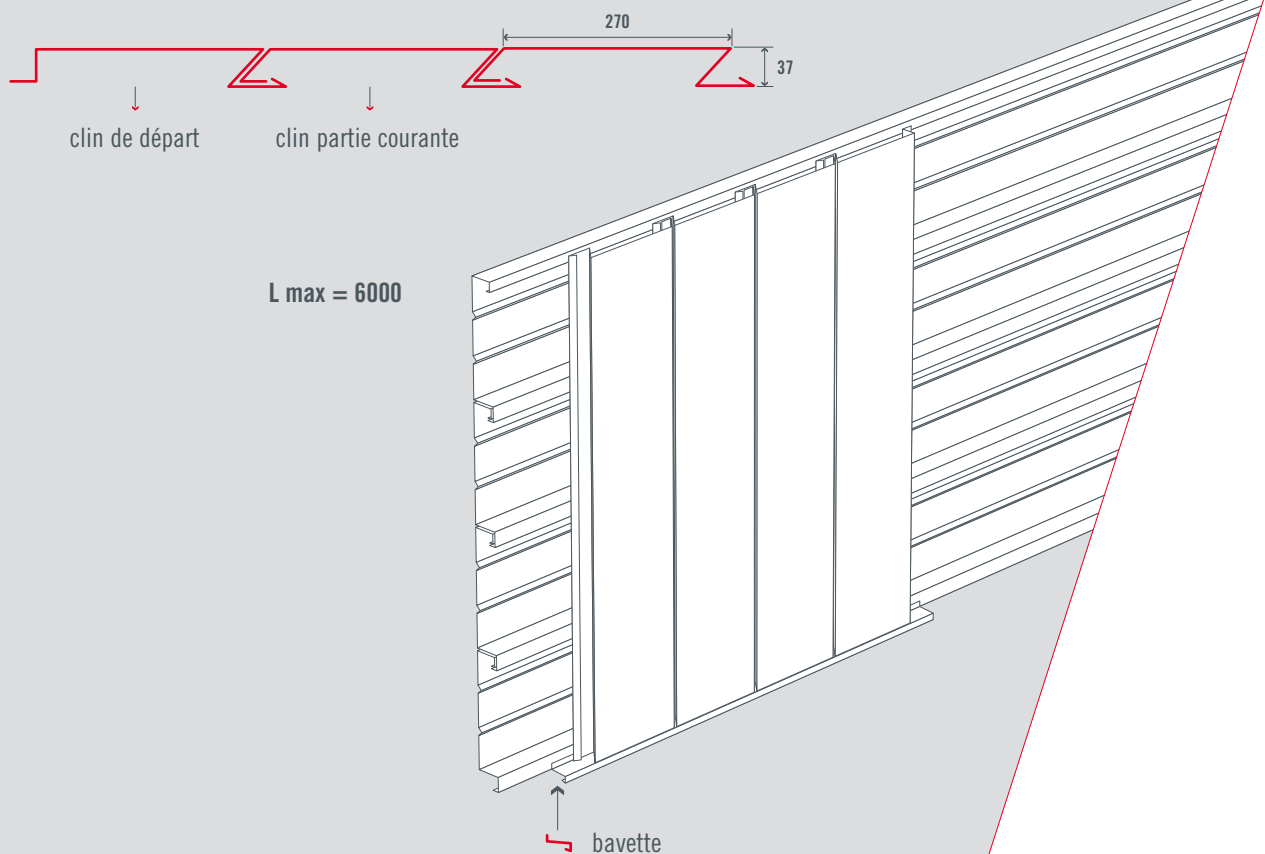 270
37
clin de départ
clin partie courante
L max = 6000
bavette